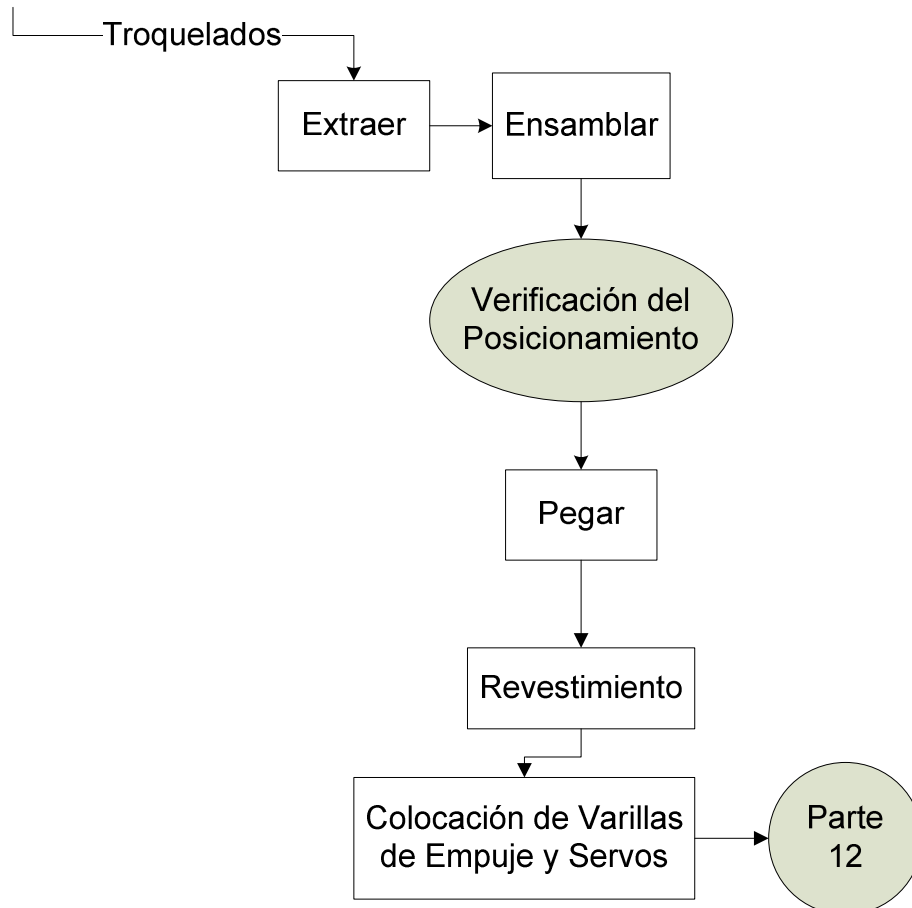 Troquelados
Extraer
Ensamblar
Verificación del
Posicionamiento
Pegar
Revestimiento
Colocación de Varillas
de Empuje y Servos
Parte
12